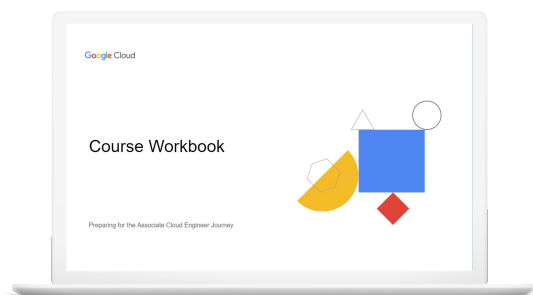 Google Cloud
Course Workbook
Preparing for the Associate Cloud Engineer Journey